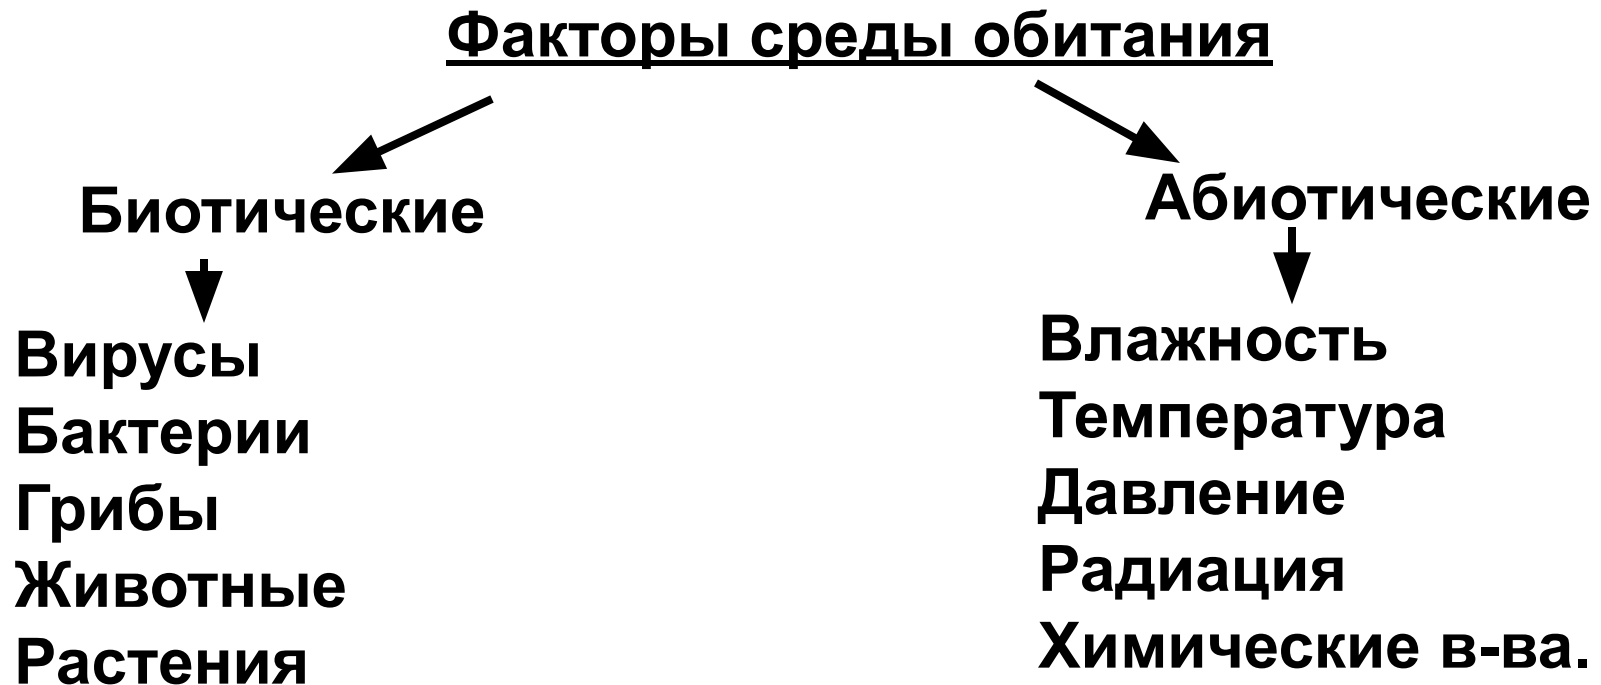 Факторы среды обитания
Биотические
Абиотические
Вирусы
Бактерии
Грибы
Животные
Растения
Влажность
Температура
Давление
Радиация
Химические в-ва.